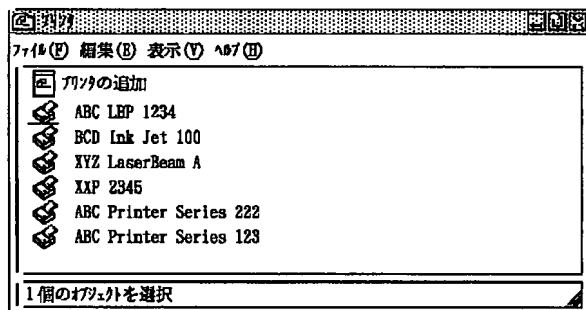 プリンタ
ファイル(F) 編集(E) 表示(V) ヘルプ(H)
プリンタの追加
ABC LBP 1234
BCD Ink Jet 100
XYZ LaserBeam A
XXP 2345
ABC Printer Series 222
ABC Printer Series 123
1個のオブジェクトを選択